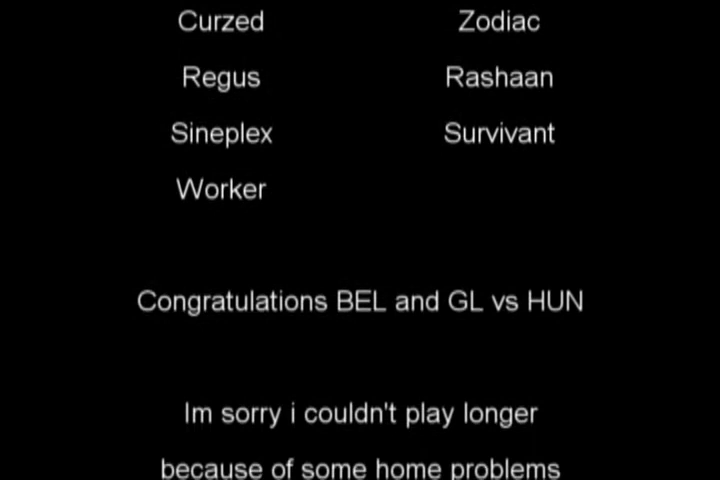 Curzed Zodiac
Regus Rashaan
Sineplex Survivant
Worker
Congratulations BEL and GL vs HUN
Im sorry i couldn't play longer
because of some home problems